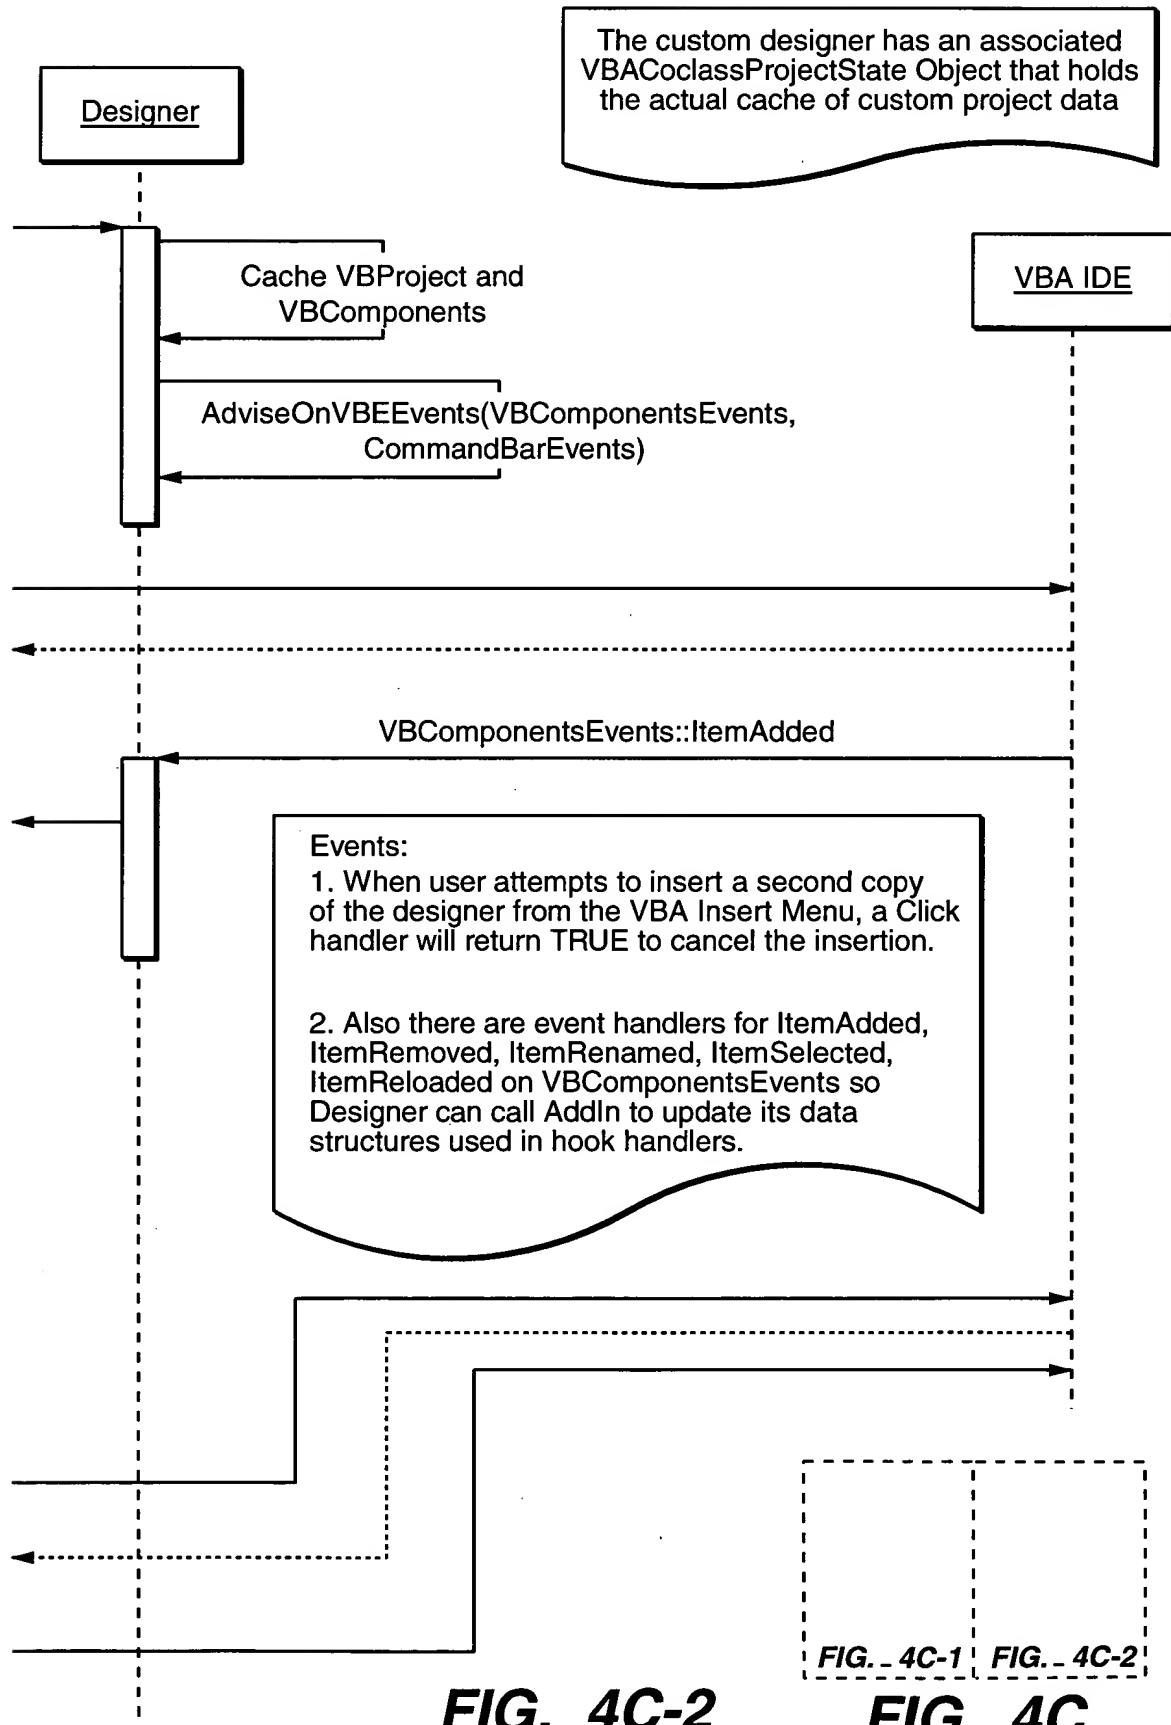 The custom designer has an associated
VBACoclassProjectState Object that holds
the actual cache of custom project data
Designer
VBA IDE
Cache VBProject and
VBComponents
AdviseOnVBEEvents(VBComponentsEvents,
CommandBarEvents)
VBComponentsEvents::ItemAdded
Events:
1. When user attempts to insert a second copy
of the designer from the VBA Insert Menu, a Click
handler will return TRUE to cancel the insertion.
2. Also there are event handlers for ItemAdded,
ItemRemoved, ItemRenamed, ItemSelected,
ItemReloaded on VBComponentsEvents so
Designer can call AddIn to update its data
structures used in hook handlers.
FIG._4C-1
FIG._4C-2
FIG._4C-2
FIG._4C